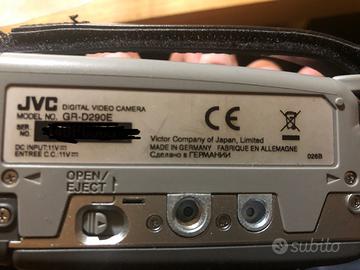 JVC DIGITAL VIDEO CAMERA
MODEL NO. GR-D290E
SER. NO.
Victor Company of Japan, Limited
DC INPUT:11V⎓ MADE IN GERMANY FABRIQUE EN ALLEMAGNE
ENTREE C.C.:11V⎓ Сделано в ГЕРМАНИИ
026B
OPEN/
EJECT
subito